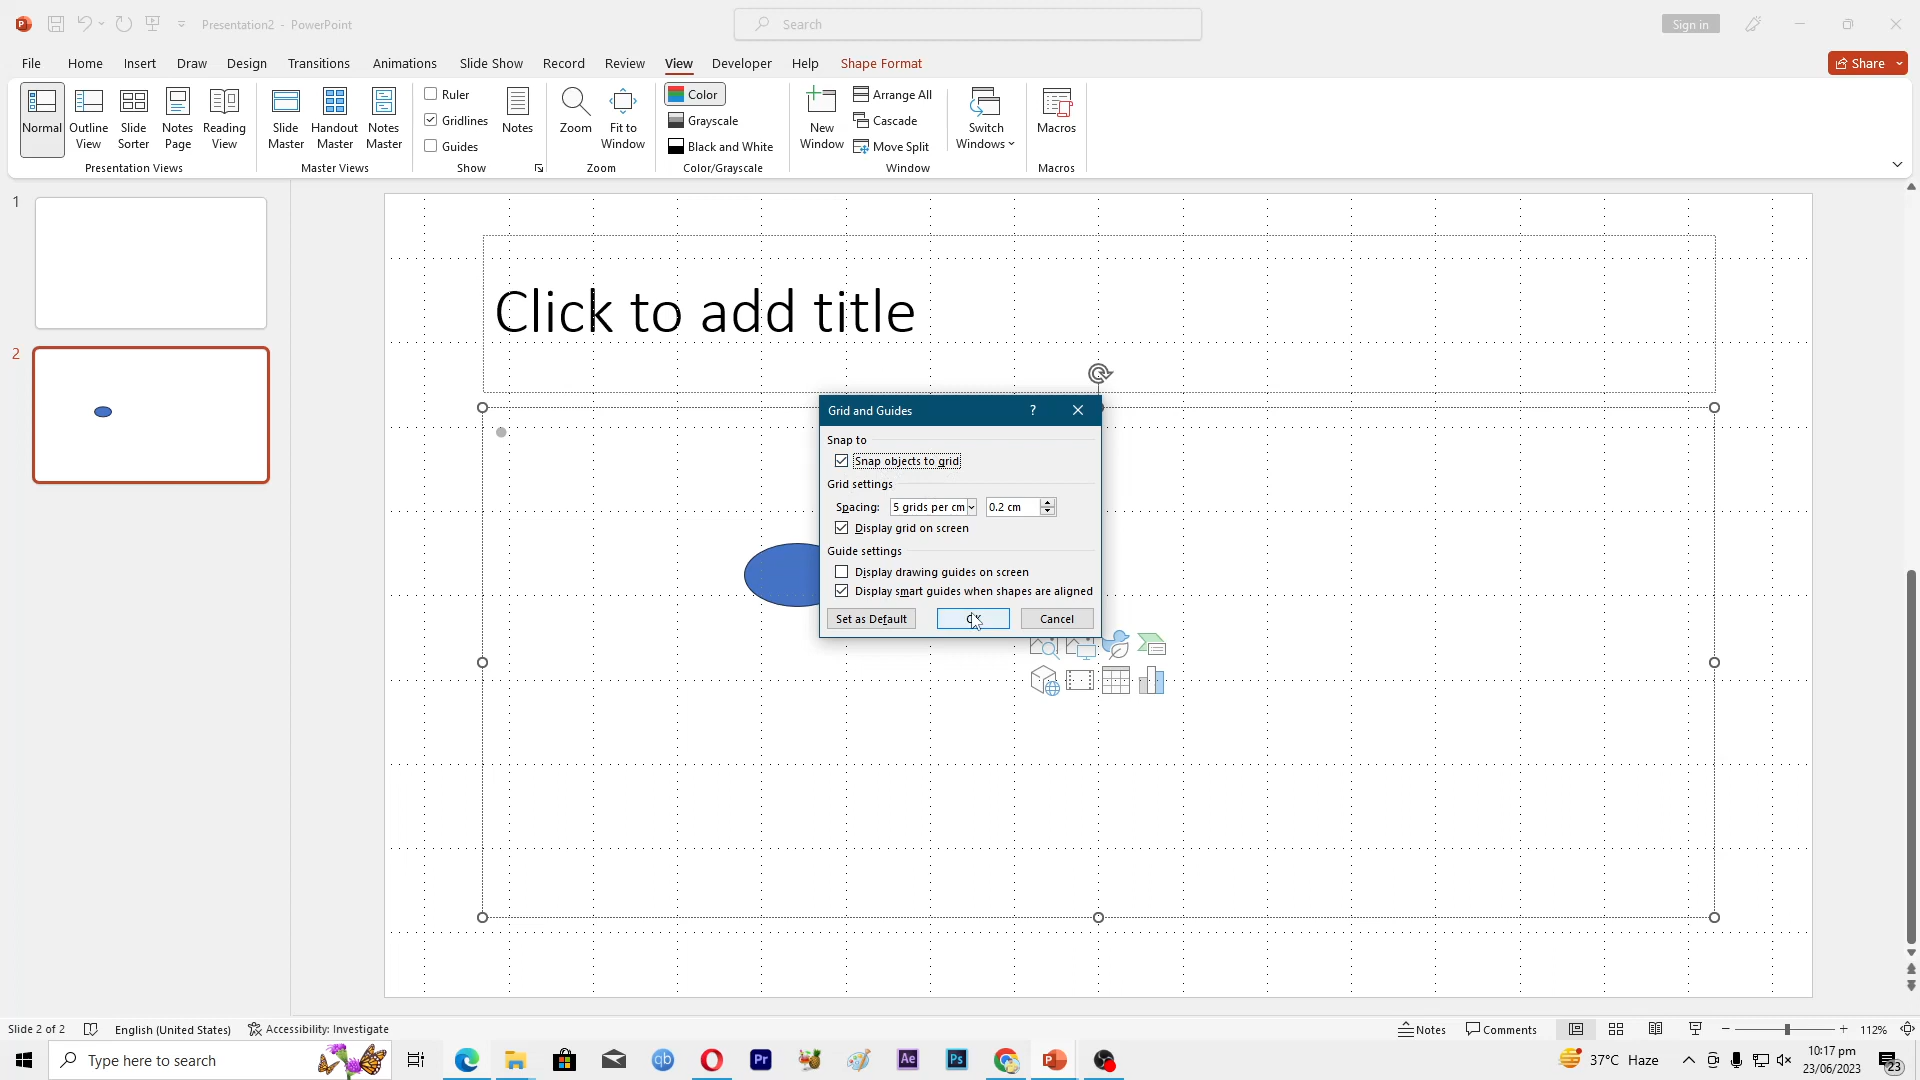 Presentation2 - PowerPoint
Search
Sign in
File Home Insert Draw Design Transitions Animations Slide Show Record Review View Developer Help Shape Format
Share
Normal
Outline View
Slide Sorter
Notes Page
Reading View
Presentation Views
Slide Master
Handout Master
Notes Master
Master Views
Ruler
Gridlines
Guides
Notes
Show
Zoom
Fit to Window
Zoom
Color
Grayscale
Black and White
Color/Grayscale
New Window
Arrange All
Cascade
Move Split
Switch Windows
Window
Macros
Macros
1
2
Click to add title
Grid and Guides ?
Snap to
Snap objects to grid
Grid settings
Spacing: 5 grids per cm 0.2 cm
Display grid on screen
Guide settings
Display drawing guides on screen
Display smart guides when shapes are aligned
Set as Default
Cancel
Slide 2 of 2 English (United States) Accessibility: Investigate
Notes Comments 112%
Type here to search
qb
Pr
Ae
Ps
37°C Haze
10:17 pm
23/06/2023
23